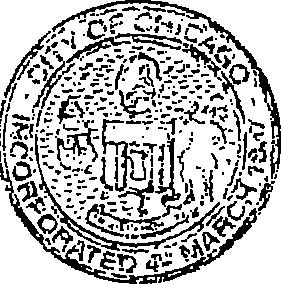 CITY OF CHICAGO
INCORPORATED 4th MARCH 1837